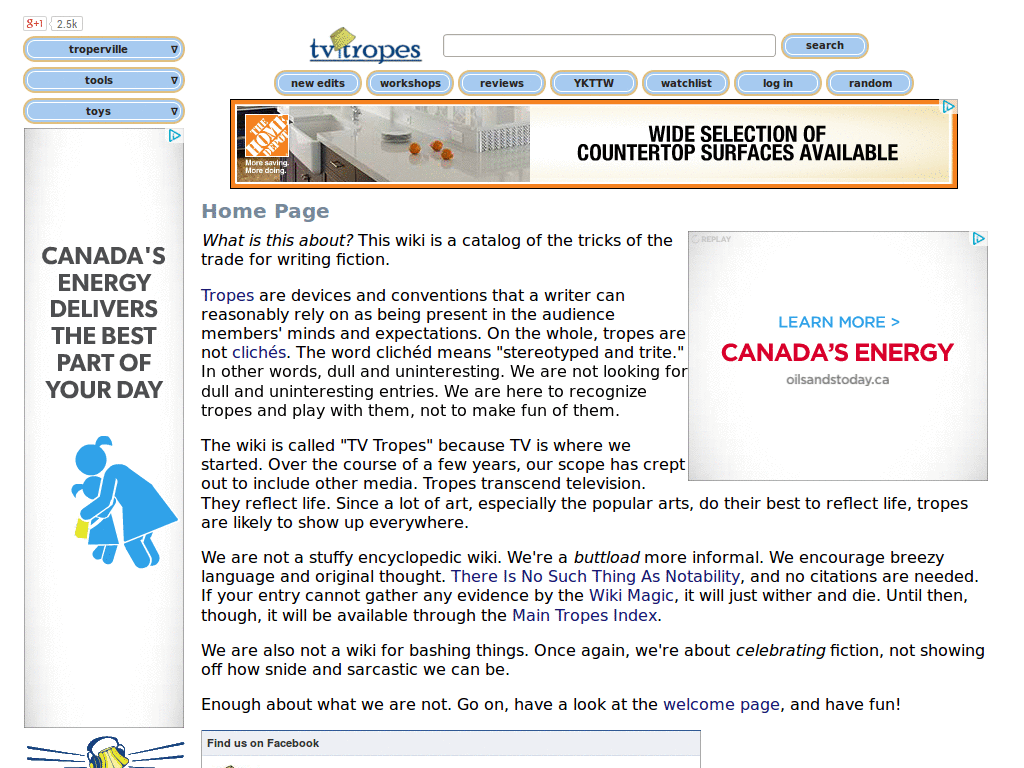 g+1 2.5k
troperville ∇
tools ∇
toys ∇
tv tropes
search
new edits workshops reviews YKTTW watchlist log in random
THE HOME DEPOT
More saving.
More doing.
WIDE SELECTION OF
COUNTERTOP SURFACES AVAILABLE
CANADA'S
ENERGY
DELIVERS
THE BEST
PART OF
YOUR DAY
Home Page
What is this about? This wiki is a catalog of the tricks of the
trade for writing fiction.
Tropes are devices and conventions that a writer can
reasonably rely on as being present in the audience
members' minds and expectations. On the whole, tropes are
not clichés. The word clichéd means "stereotyped and trite."
In other words, dull and uninteresting. We are not looking for
dull and uninteresting entries. We are here to recognize
tropes and play with them, not to make fun of them.
REPLAY
LEARN MORE >
CANADA'S ENERGY
oilsandstoday.ca
The wiki is called "TV Tropes" because TV is where we
started. Over the course of a few years, our scope has crept
out to include other media. Tropes transcend television.
They reflect life. Since a lot of art, especially the popular arts, do their best to reflect life, tropes
are likely to show up everywhere.
We are not a stuffy encyclopedic wiki. We're a buttload more informal. We encourage breezy
language and original thought. There Is No Such Thing As Notability, and no citations are needed.
If your entry cannot gather any evidence by the Wiki Magic, it will just wither and die. Until then,
though, it will be available through the Main Tropes Index.
We are also not a wiki for bashing things. Once again, we're about celebrating fiction, not showing
off how snide and sarcastic we can be.
Enough about what we are not. Go on, have a look at the welcome page, and have fun!
Find us on Facebook